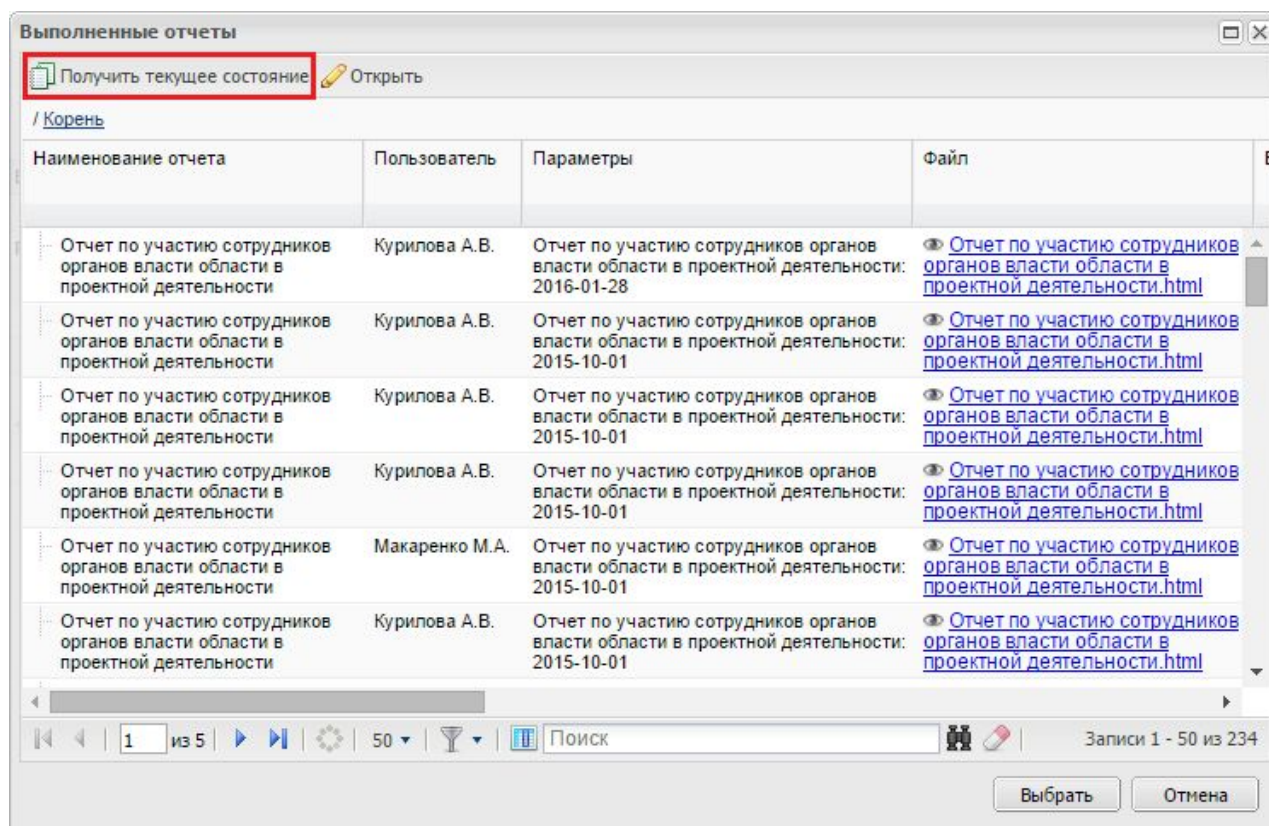 Выполненные отчеты
Получить текущее состояние Открыть
/ Корень
Наименование отчета Пользователь Параметры Файл
Отчет по участию сотрудников Курилова А.В. Отчет по участию сотрудников органов Отчет по участию сотрудников
органов власти области в власти области в проектной деятельности: органов власти области в
проектной деятельности 2016-01-28 проектной деятельности.html
Отчет по участию сотрудников Курилова А.В. Отчет по участию сотрудников органов Отчет по участию сотрудников
органов власти области в власти области в проектной деятельности: органов власти области в
проектной деятельности 2015-10-01 проектной деятельности.html
Отчет по участию сотрудников Курилова А.В. Отчет по участию сотрудников органов Отчет по участию сотрудников
органов власти области в власти области в проектной деятельности: органов власти области в
проектной деятельности 2015-10-01 проектной деятельности.html
Отчет по участию сотрудников Курилова А.В. Отчет по участию сотрудников органов Отчет по участию сотрудников
органов власти области в власти области в проектной деятельности: органов власти области в
проектной деятельности 2015-10-01 проектной деятельности.html
Отчет по участию сотрудников Макаренко М.А. Отчет по участию сотрудников органов Отчет по участию сотрудников
органов власти области в власти области в проектной деятельности: органов власти области в
проектной деятельности 2015-10-01 проектной деятельности.html
Отчет по участию сотрудников Курилова А.В. Отчет по участию сотрудников органов Отчет по участию сотрудников
органов власти области в власти области в проектной деятельности: органов власти области в
проектной деятельности 2015-10-01 проектной деятельности.html
1 из 5 50 Поиск Записи 1 - 50 из 234
Выбрать Отмена